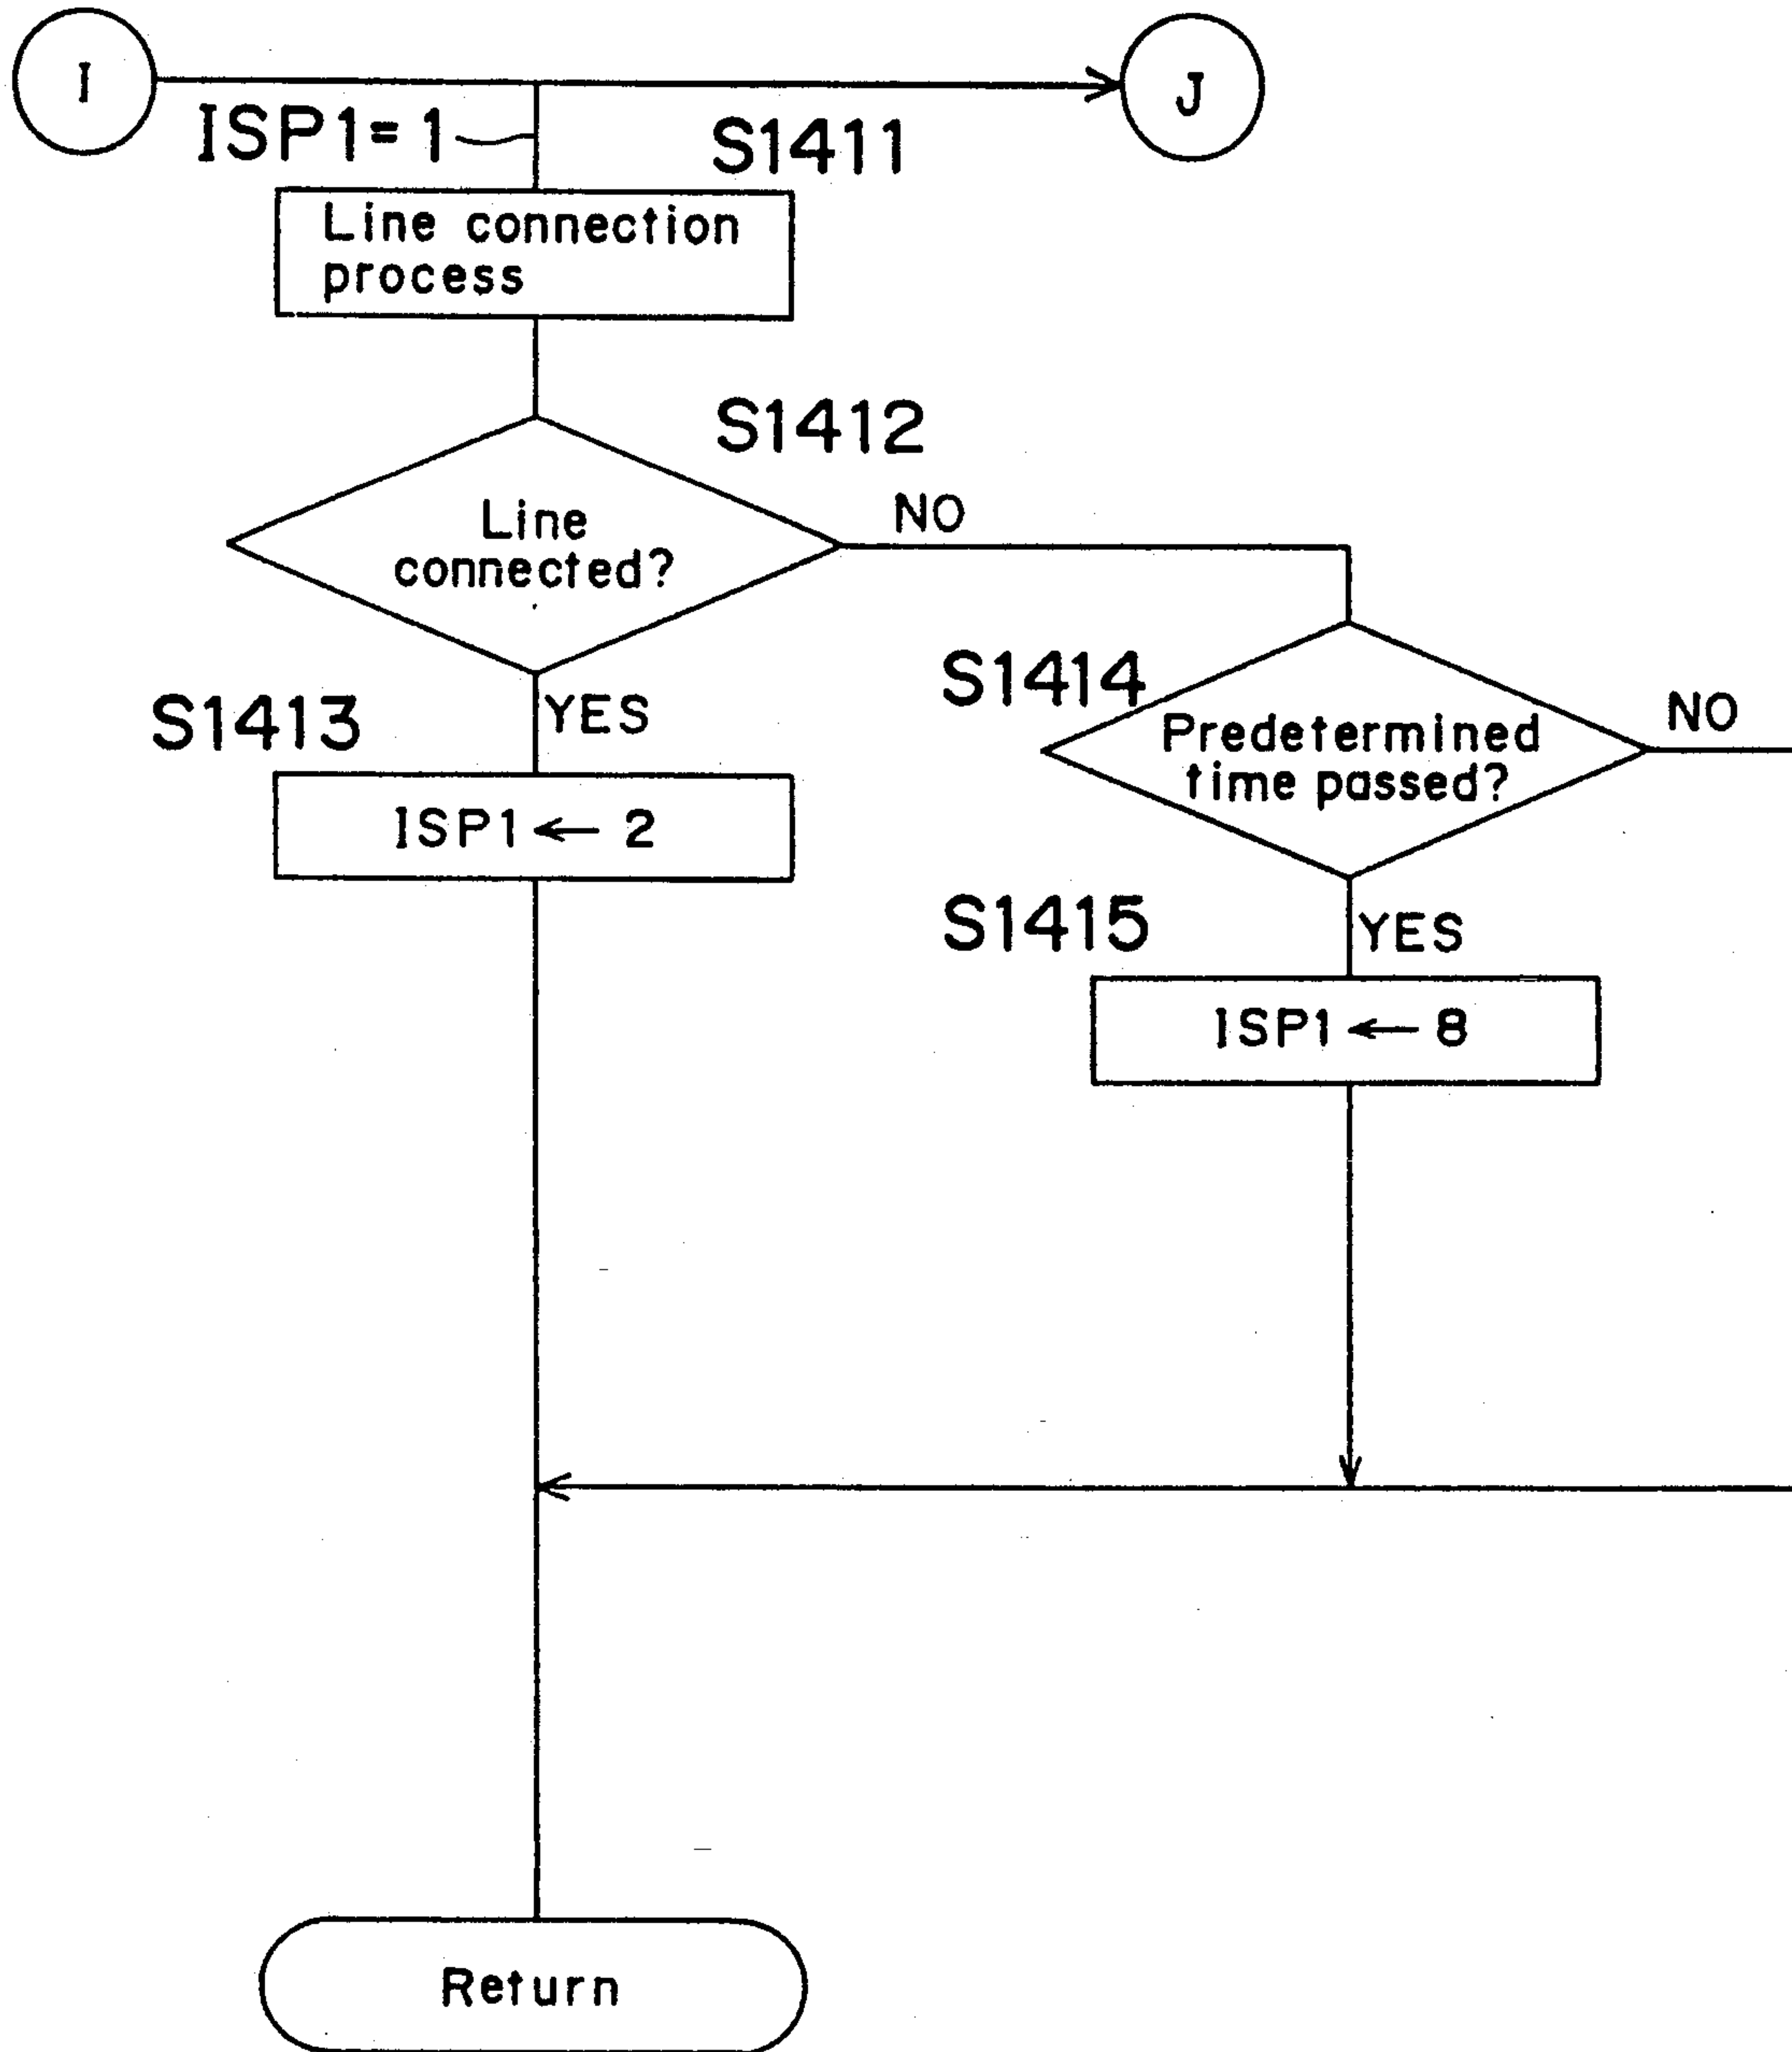 I
J
ISP1=1
S1411
Line connection
process
S1412
Line
connected?
NO
S1413
YES
ISP1 ← 2
S1414
Predetermined
time passed?
NO
S1415
YES
ISP1 ← 8
Return